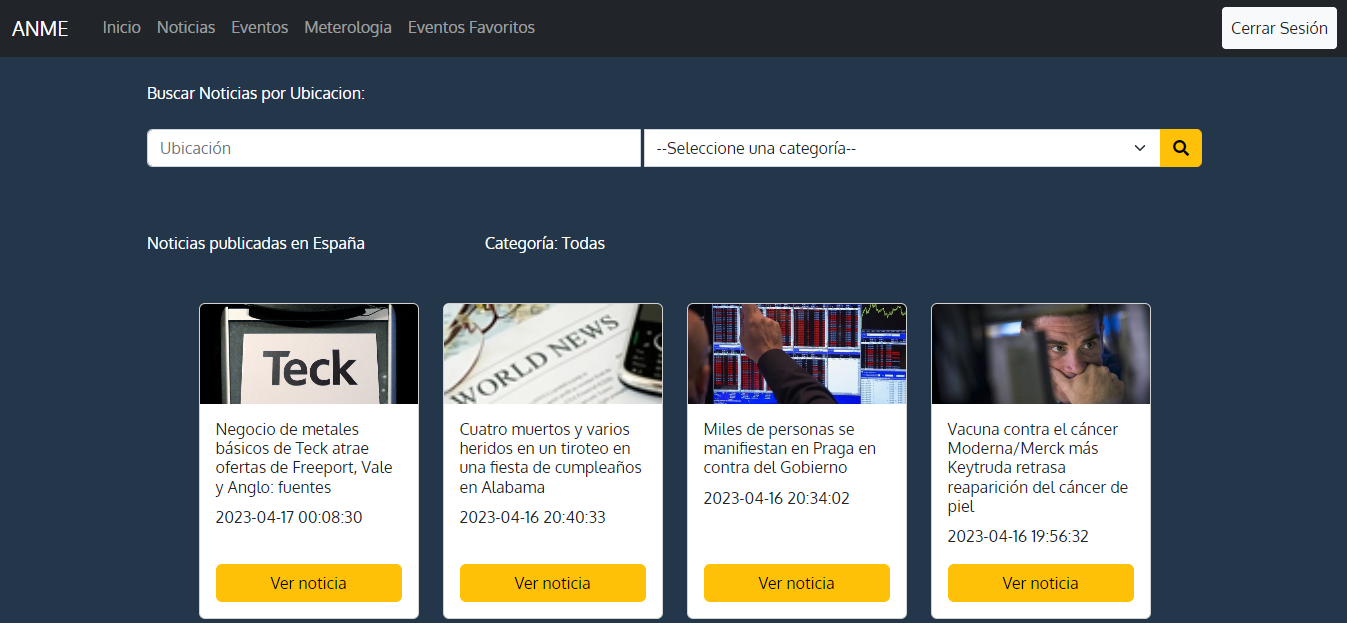 ANME Inicio Noticias Eventos Meterologia Eventos Favoritos Cerrar Sesión
Buscar Noticias por Ubicacion:
Ubicación --Seleccione una categoría--
Noticias publicadas en España Categoría: Todas
Teck
Negocio de metales
básicos de Teck atrae
ofertas de Freeport, Vale
y Anglo: fuentes
2023-04-17 00:08:30
Ver noticia
WORLD NEWS
Cuatro muertos y varios
heridos en un tiroteo en
una fiesta de cumpleaños
en Alabama
2023-04-16 20:40:33
Ver noticia
Miles de personas se
manifiestan en Praga en
contra del Gobierno
2023-04-16 20:34:02
Ver noticia
Vacuna contra el cáncer
Moderna/Merck más
Keytruda retrasa
reaparición del cáncer de
piel
2023-04-16 19:56:32
Ver noticia